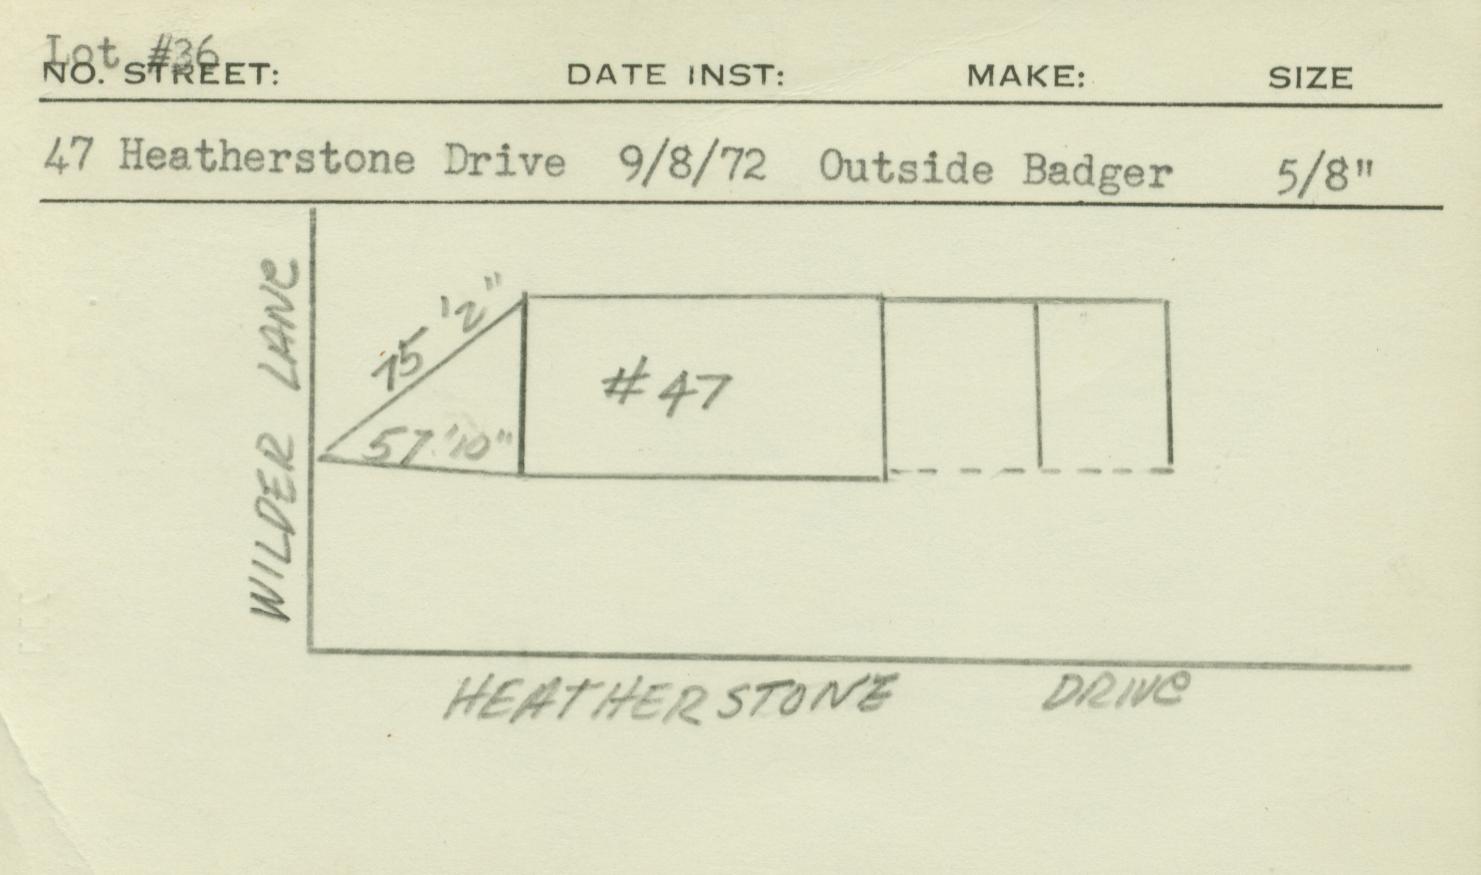 Lot #36
NO. STREET: DATE INST: MAKE: SIZE
47 Heatherstone Drive 9/8/72 Outside Badger 5/8"
WILDER LANE
75'2"
57'10"
#47
HEATHERSTONE DRIVE